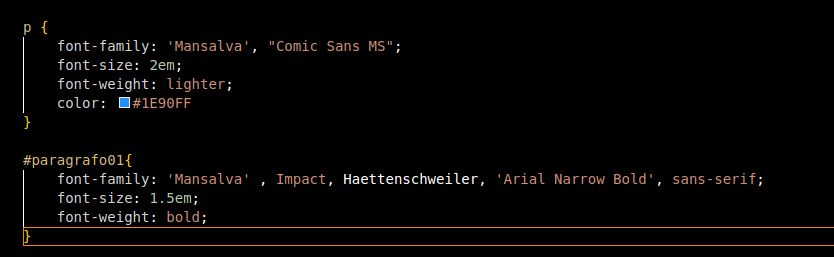 p {
    font-family: 'Mansalva', "Comic Sans MS";
    font-size: 2em;
    font-weight: lighter;
    color: #1E90FF
}

#paragrafo01{
    font-family: 'Mansalva' , Impact, Haettenschweiler, 'Arial Narrow Bold', sans-serif;
    font-size: 1.5em;
    font-weight: bold;
}